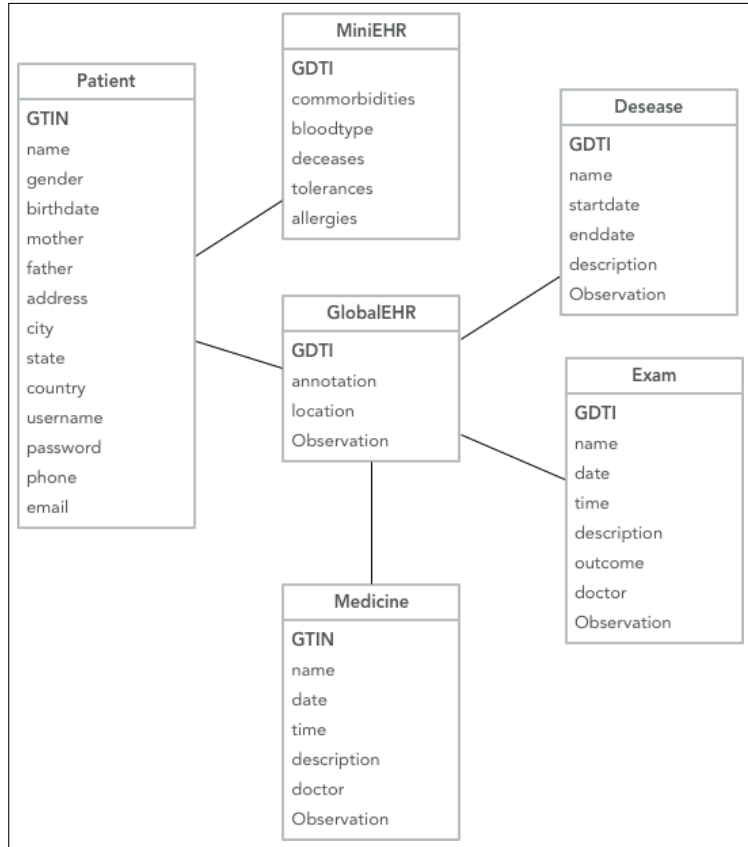 Patient
GTIN
name
gender
birthdate
mother
father
address
city
state
country
username
password
phone
email
MiniEHR
GDTI
commorbidities
bloodtype
deceases
tolerances
allergies
GlobalEHR
GDTI
annotation
location
Observation
Desease
GDTI
name
startdate
enddate
description
Observation
Exam
GDTI
name
date
time
description
outcome
doctor
Observation
Medicine
GTIN
name
date
time
description
doctor
Observation